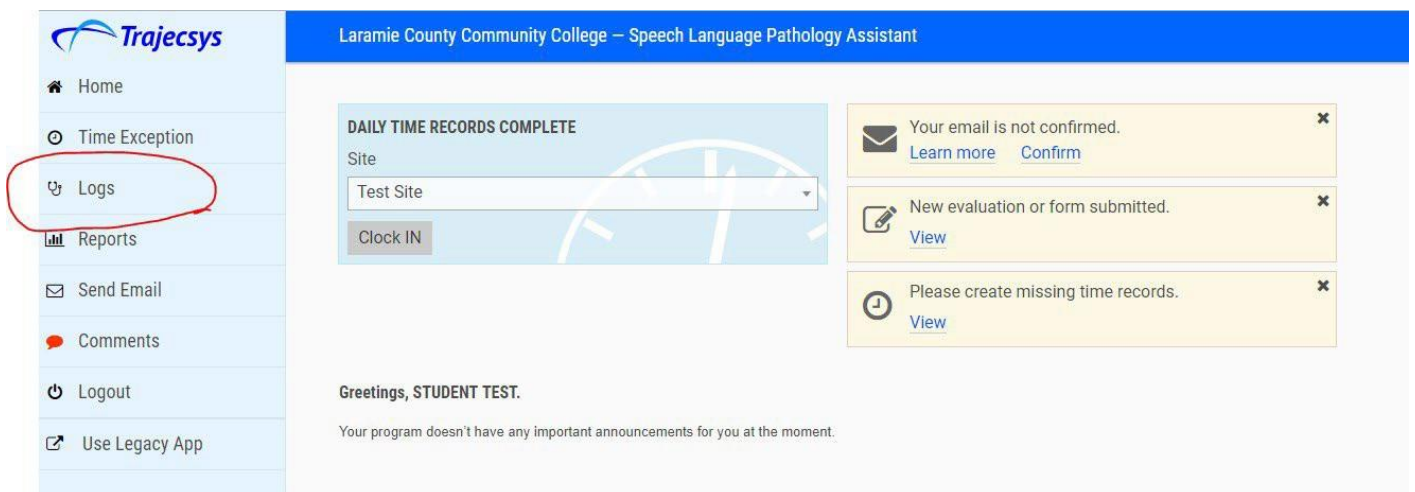 Trajecsys
Home
Time Exception
Logs
Reports
Send Email
Comments
Logout
Use Legacy App
Laramie County Community College – Speech Language Pathology Assistant
DAILY TIME RECORDS COMPLETE
Site
Test Site
Clock IN
Your email is not confirmed.
Learn more Confirm
New evaluation or form submitted.
View
Please create missing time records.
View
Greetings, STUDENT TEST.
Your program doesn't have any important announcements for you at the moment.